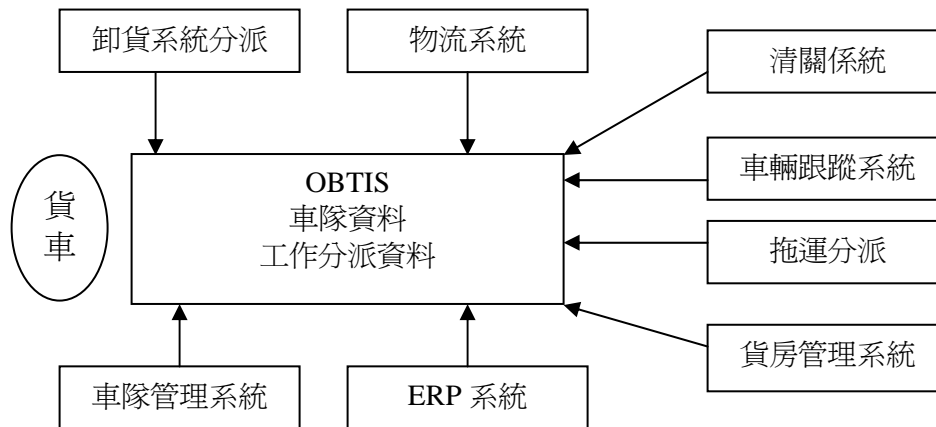 卸貨系統分派
物流系統
清關係統
車輛跟蹤系統
拖運分派
貨房管理系統
貨
車
OBTIS
車隊資料
工作分派資料
車隊管理系統
ERP 系統